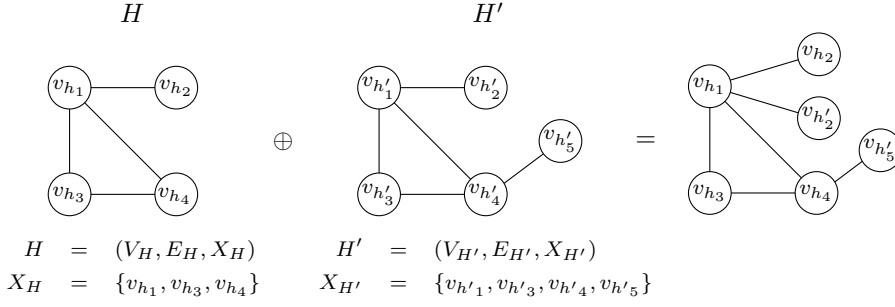 H H′
v_{h_1} v_{h_2} v_{h′_1} v_{h′_2} v_{h_1} v_{h_2}
v_{h′_2}
⊕ v_{h′_5} = v_{h′_5}
v_{h_3} v_{h_4} v_{h′_3} v_{h′_4} v_{h_3} v_{h_4}
H = (V_H, E_H, X_H) H′ = (V_{H′}, E_{H′}, X_{H′})
X_H = {v_{h_1}, v_{h_3}, v_{h_4}} X_{H′} = {v_{h′_1}, v_{h′_3}, v_{h′_4}, v_{h′_5}}